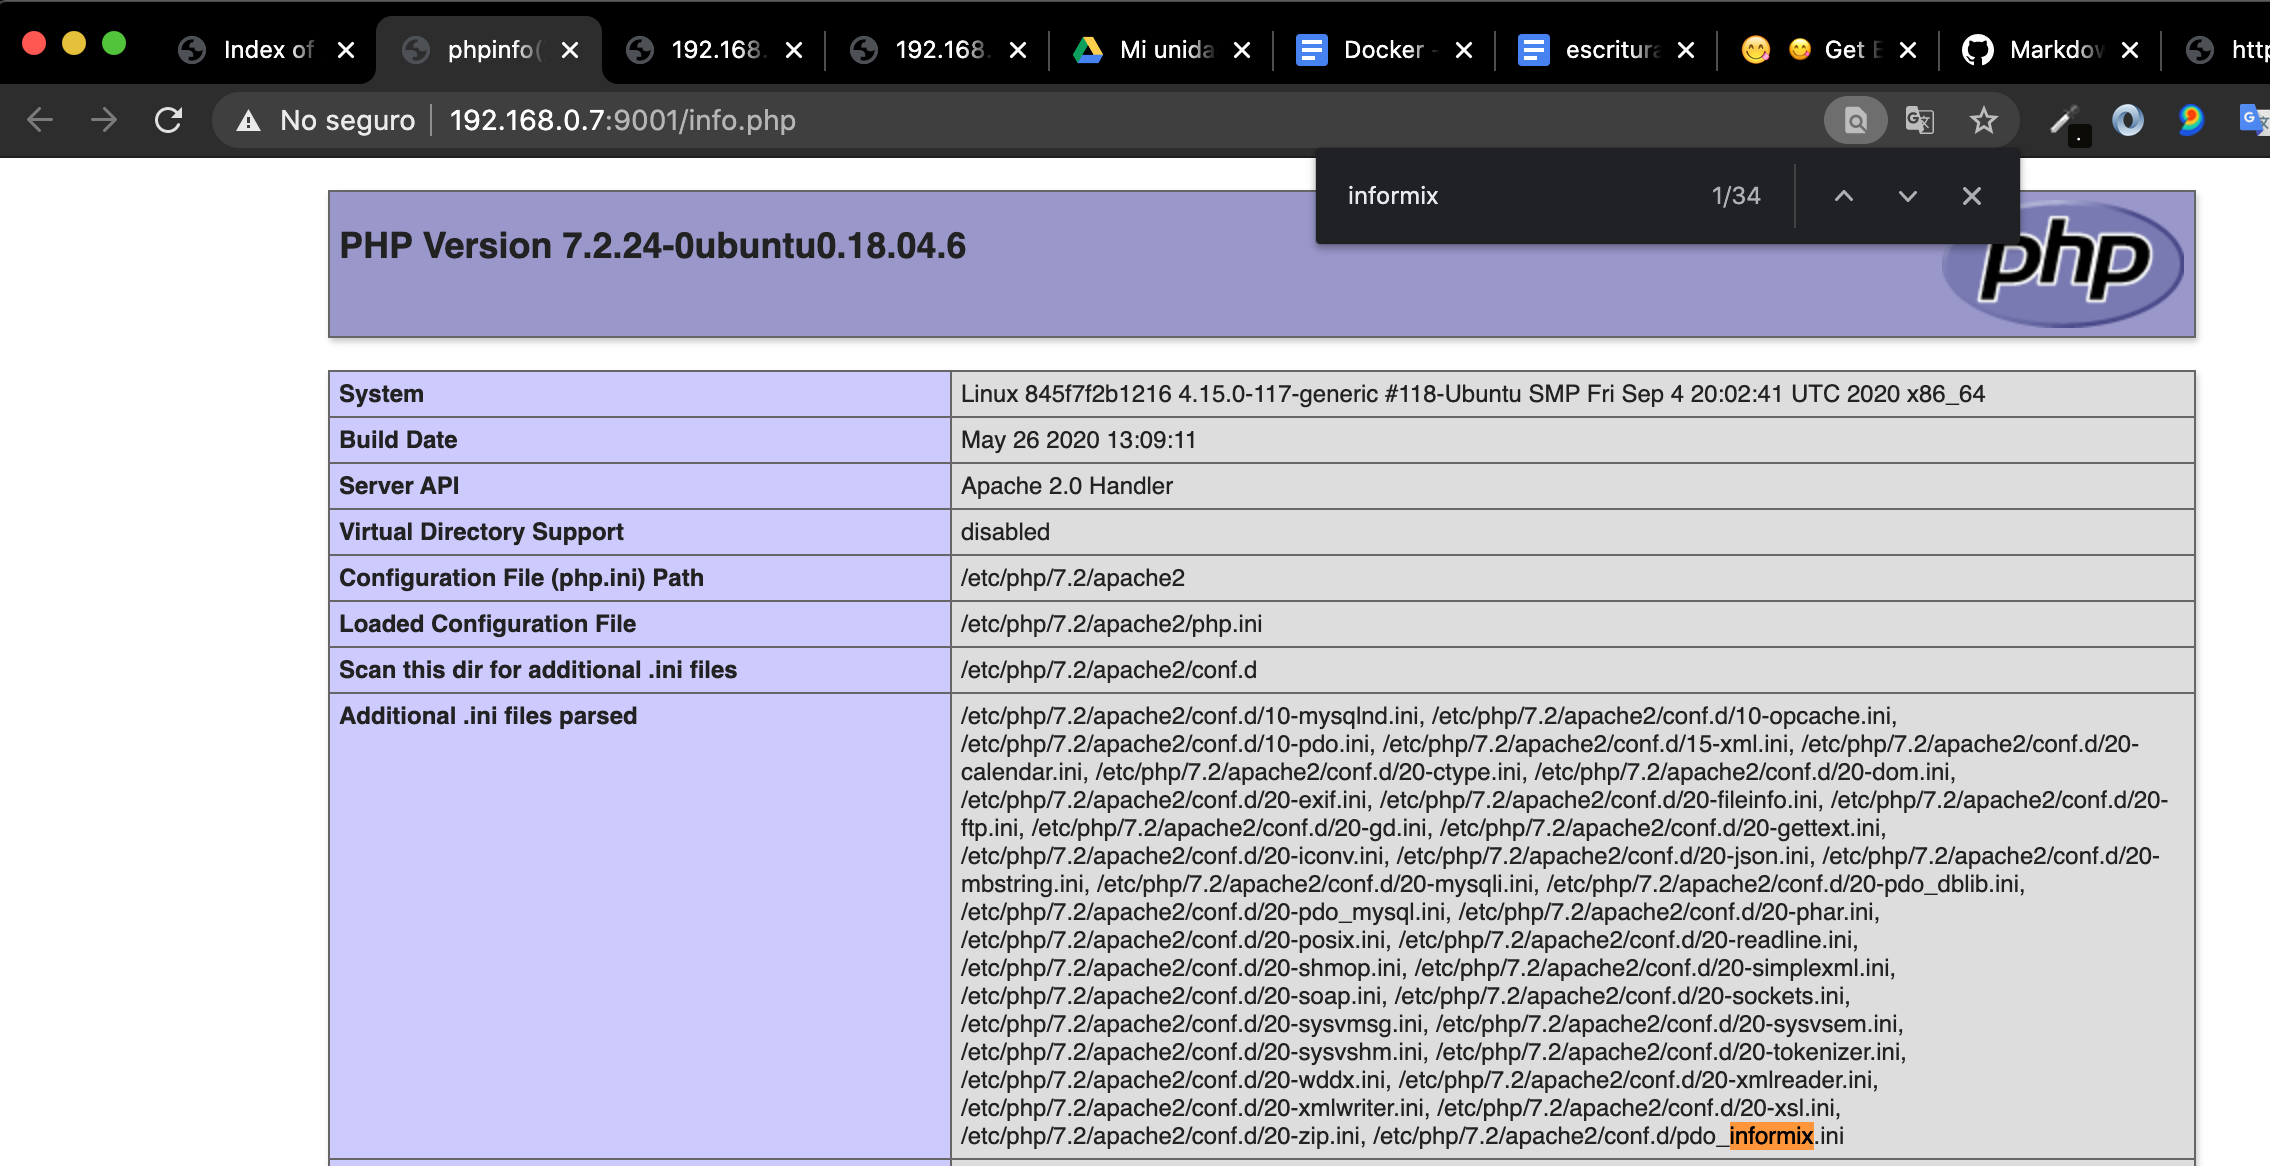 Index of
phpinfo(
192.168.
192.168.
Mi unida
Docker -
escritura
Get E
Markdow
http
No seguro
192.168.0.7:9001/info.php
informix
1/34
PHP Version 7.2.24-0ubuntu0.18.04.6
php
System
Linux 845f7f2b1216 4.15.0-117-generic #118-Ubuntu SMP Fri Sep 4 20:02:41 UTC 2020 x86_64
Build Date
May 26 2020 13:09:11
Server API
Apache 2.0 Handler
Virtual Directory Support
disabled
Configuration File (php.ini) Path
/etc/php/7.2/apache2
Loaded Configuration File
/etc/php/7.2/apache2/php.ini
Scan this dir for additional .ini files
/etc/php/7.2/apache2/conf.d
Additional .ini files parsed
/etc/php/7.2/apache2/conf.d/10-mysqlnd.ini, /etc/php/7.2/apache2/conf.d/10-opcache.ini,
/etc/php/7.2/apache2/conf.d/10-pdo.ini, /etc/php/7.2/apache2/conf.d/15-xml.ini, /etc/php/7.2/apache2/conf.d/20-
calendar.ini, /etc/php/7.2/apache2/conf.d/20-ctype.ini, /etc/php/7.2/apache2/conf.d/20-dom.ini,
/etc/php/7.2/apache2/conf.d/20-exif.ini, /etc/php/7.2/apache2/conf.d/20-fileinfo.ini, /etc/php/7.2/apache2/conf.d/20-
ftp.ini, /etc/php/7.2/apache2/conf.d/20-gd.ini, /etc/php/7.2/apache2/conf.d/20-gettext.ini,
/etc/php/7.2/apache2/conf.d/20-iconv.ini, /etc/php/7.2/apache2/conf.d/20-json.ini, /etc/php/7.2/apache2/conf.d/20-
mbstring.ini, /etc/php/7.2/apache2/conf.d/20-mysqli.ini, /etc/php/7.2/apache2/conf.d/20-pdo_dblib.ini,
/etc/php/7.2/apache2/conf.d/20-pdo_mysql.ini, /etc/php/7.2/apache2/conf.d/20-phar.ini,
/etc/php/7.2/apache2/conf.d/20-posix.ini, /etc/php/7.2/apache2/conf.d/20-readline.ini,
/etc/php/7.2/apache2/conf.d/20-shmop.ini, /etc/php/7.2/apache2/conf.d/20-simplexml.ini,
/etc/php/7.2/apache2/conf.d/20-soap.ini, /etc/php/7.2/apache2/conf.d/20-sockets.ini,
/etc/php/7.2/apache2/conf.d/20-sysvmsg.ini, /etc/php/7.2/apache2/conf.d/20-sysvsem.ini,
/etc/php/7.2/apache2/conf.d/20-sysvshm.ini, /etc/php/7.2/apache2/conf.d/20-tokenizer.ini,
/etc/php/7.2/apache2/conf.d/20-wddx.ini, /etc/php/7.2/apache2/conf.d/20-xmlreader.ini,
/etc/php/7.2/apache2/conf.d/20-xmlwriter.ini, /etc/php/7.2/apache2/conf.d/20-xsl.ini,
/etc/php/7.2/apache2/conf.d/20-zip.ini, /etc/php/7.2/apache2/conf.d/pdo_informix.ini